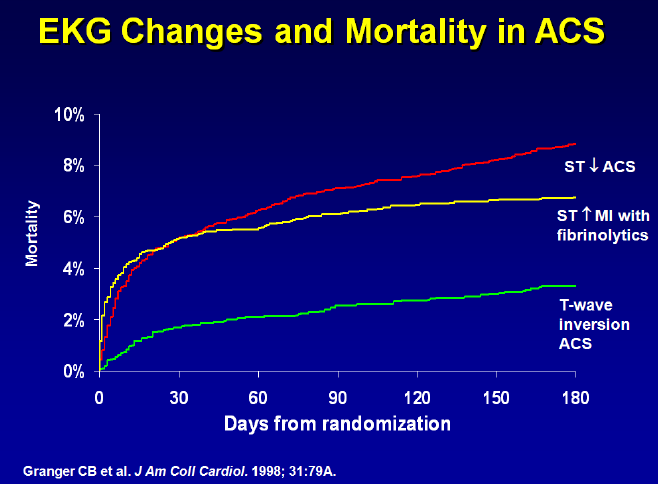 EKG Changes and Mortality in ACS
10%
8%
6%
4%
2%
0%
Mortality
ST ↓ ACS
ST ↑ MI with
fibrinolytics
T-wave
inversion
ACS
0 30 60 90 120 150 180
Days from randomization
Granger CB et al. J Am Coll Cardiol. 1998; 31:79A.